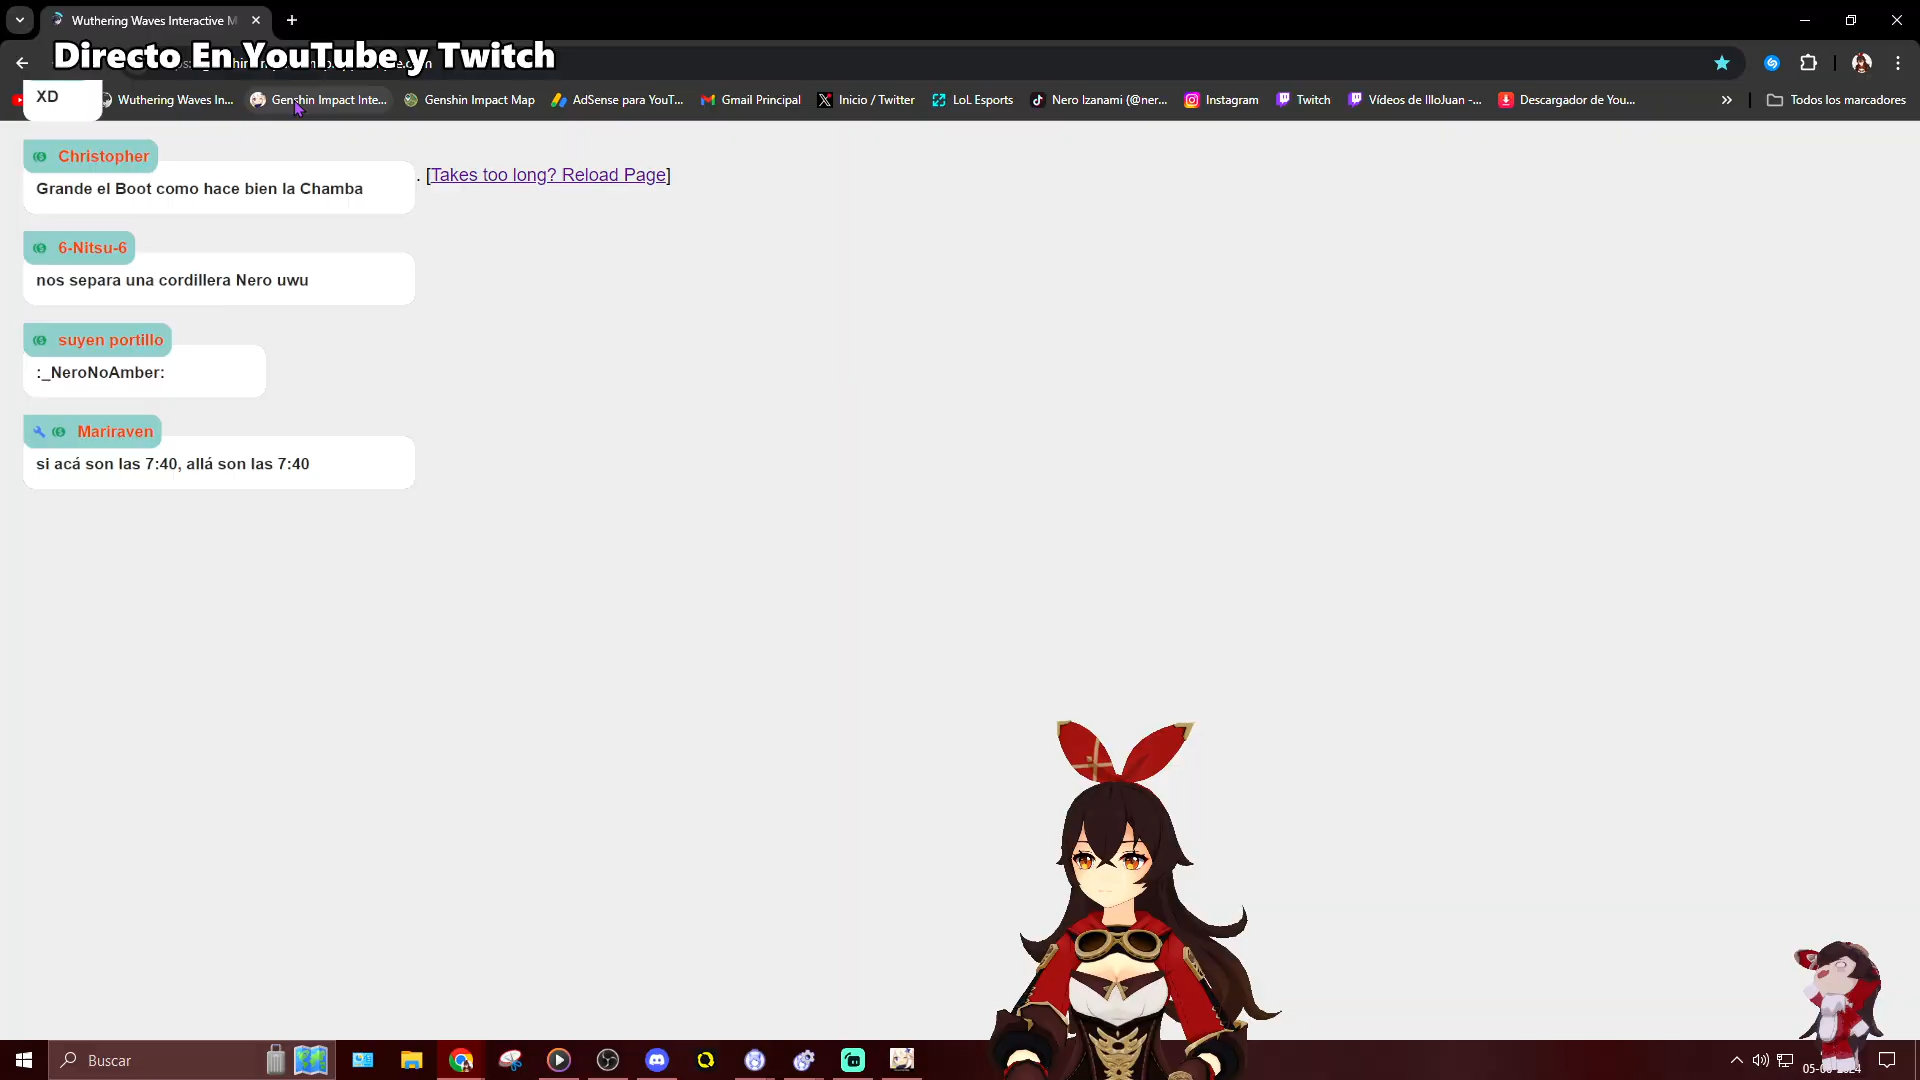 Wuthering Waves Interactive M
Directo En YouTube y Twitch
XD
Wuthering Waves In...
Genshin Impact Inte...
Genshin Impact Map
AdSense para YouT...
Gmail Principal
Inicio / Twitter
LoL Esports
Nero Izanami (@ner...
Instagram
Twitch
Vídeos de IlloJuan -...
Descargador de You...
Todos los marcadores
Christopher
Grande el Boot como hace bien la Chamba
. [Takes too long? Reload Page]
6-Nitsu-6
nos separa una cordillera Nero uwu
suyen portillo
:_NeroNoAmber:
Mariraven
si acá son las 7:40, allá son las 7:40
Buscar